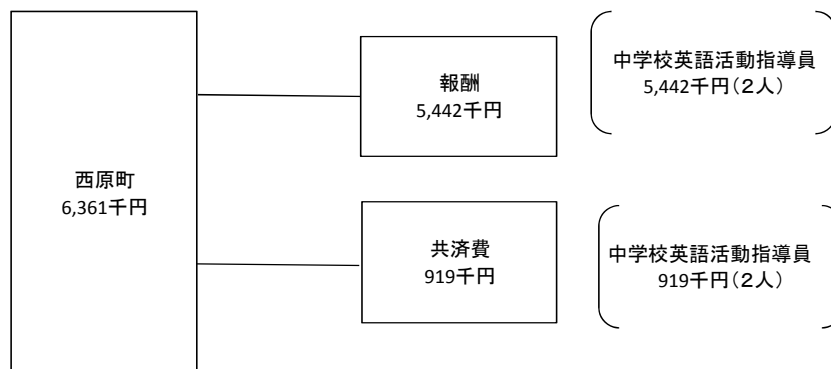 西原町
6,361千円
報酬
5,442千円
中学校英語活動指導員
5,442千円(２人)
共済費
919千円
中学校英語活動指導員
919千円(２人)